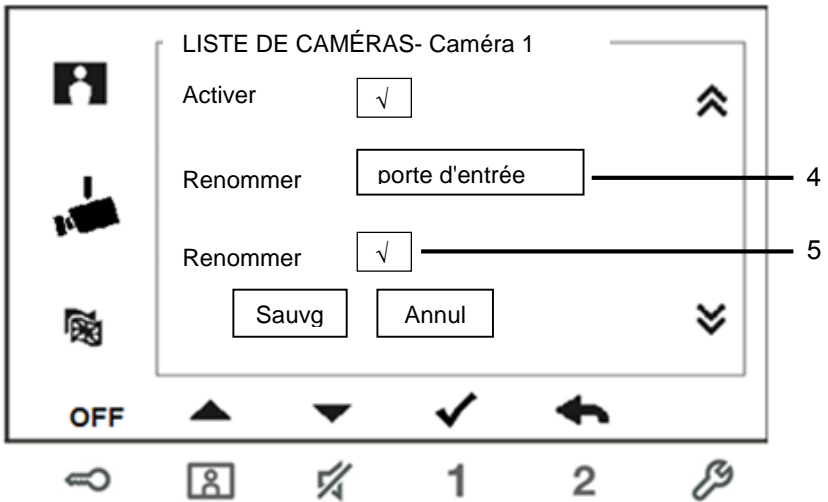 LISTE DE CAMÉRAS- Caméra 1
Activer √
Renommer porte d'entrée 4
Renommer √ 5
Sauvg Annul
OFF
1 2